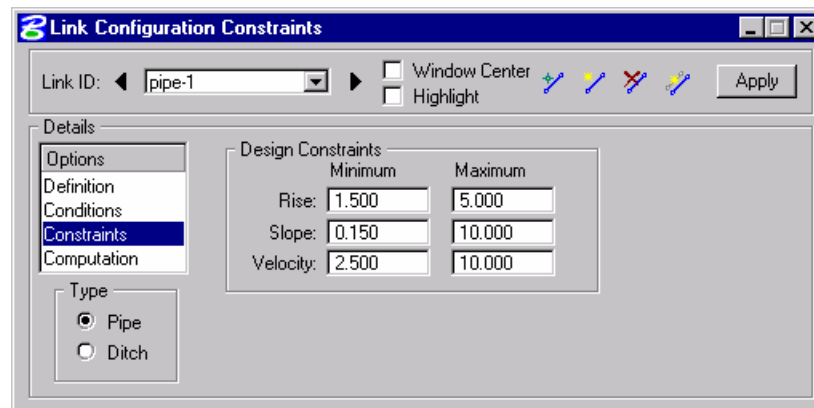 Link Configuration Constraints
Link ID: pipe-1 Window Center
Highlight
Apply
Details
Options
Definition
Conditions
Constraints
Computation
Design Constraints
Minimum Maximum
Rise: 1.500 5.000
Slope: 0.150 10.000
Velocity: 2.500 10.000
Type
Pipe
Ditch